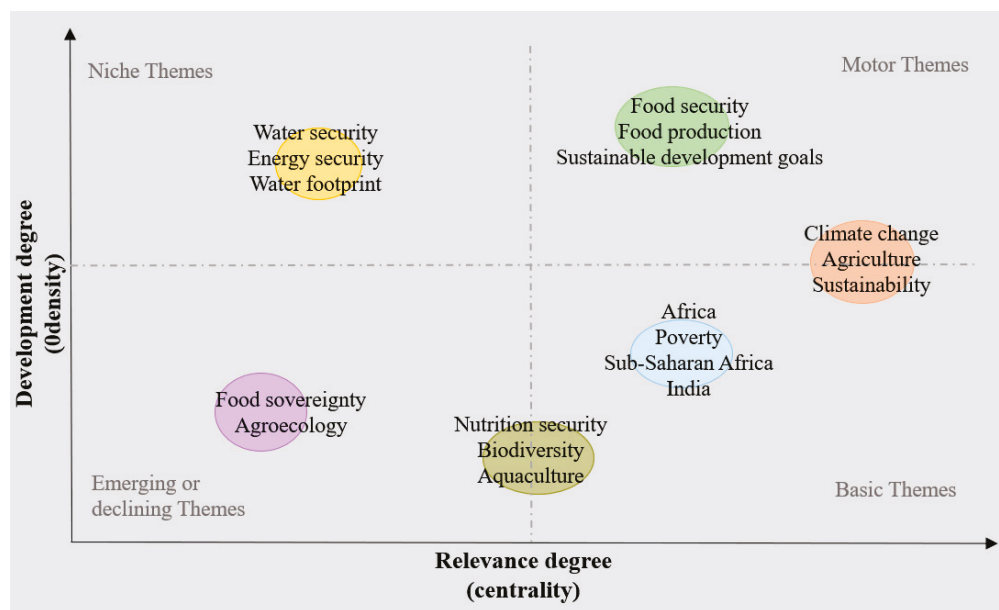 Niche Themes
Motor Themes
Water security
Energy security
Water footprint
Food security
Food production
Sustainable development goals
Climate change
Agriculture
Sustainability
Africa
Poverty
Sub-Saharan Africa
India
Food sovereignty
Agroecology
Nutrition security
Biodiversity
Aquaculture
Emerging or
declining Themes
Basic Themes
Development degree
(0density)
Relevance degree
(centrality)